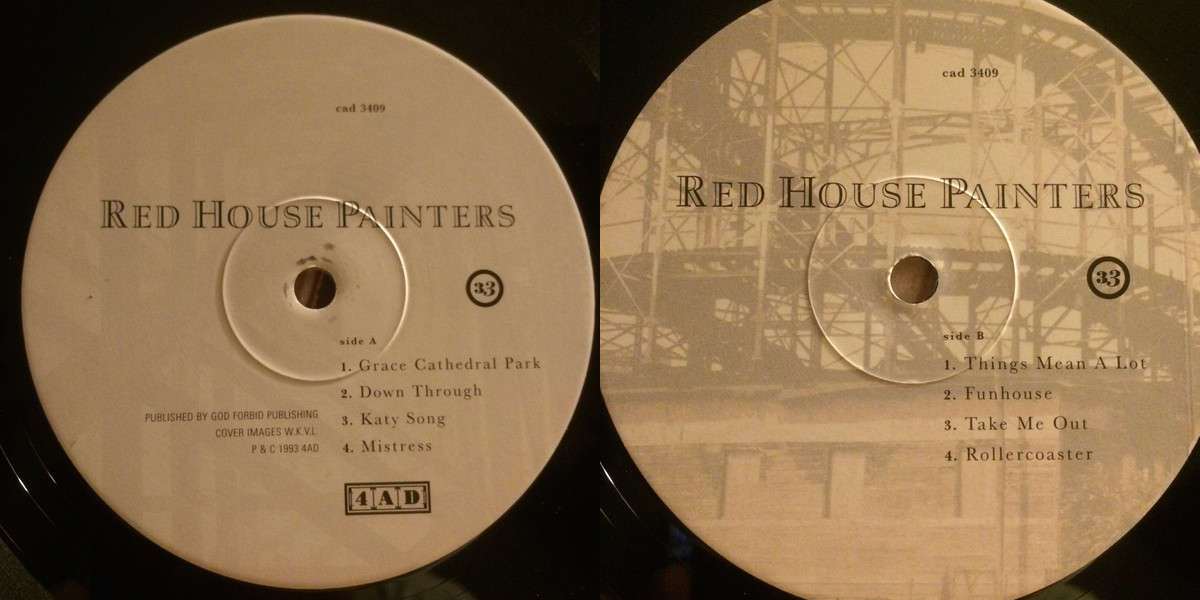 cad 3409
RED HOUSE PAINTERS
33
side A
1. Grace Cathedral Park
2. Down Through
3. Katy Song
4. Mistress
PUBLISHED BY GOD FORBID PUBLISHING
COVER IMAGES W.K.V.L.
P & C 1993 4AD
4AD
cad 3409
RED HOUSE PAINTERS
33
side B
1. Things Mean A Lot
2. Funhouse
3. Take Me Out
4. Rollercoaster